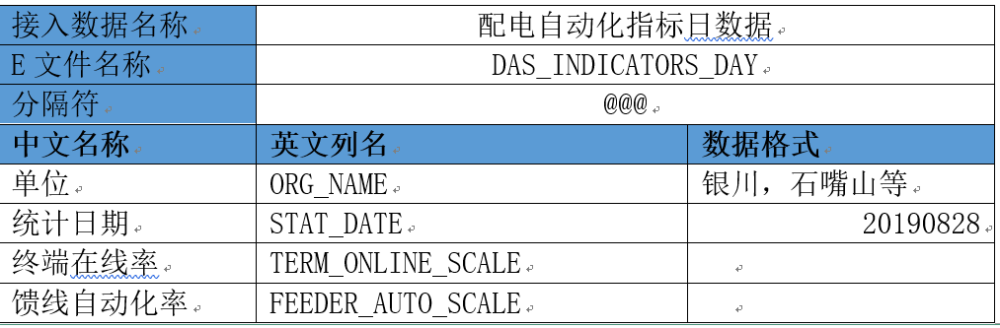 接入数据名称 配电自动化指标日数据
E 文件名称 DAS_INDICATORS_DAY
分隔符 @@@
中文名称 英文列名 数据格式
单位 ORG_NAME 银川，石嘴山等
统计日期 STAT_DATE 20190828
终端在线率 TERM_ONLINE_SCALE
馈线自动化率 FEEDER_AUTO_SCALE